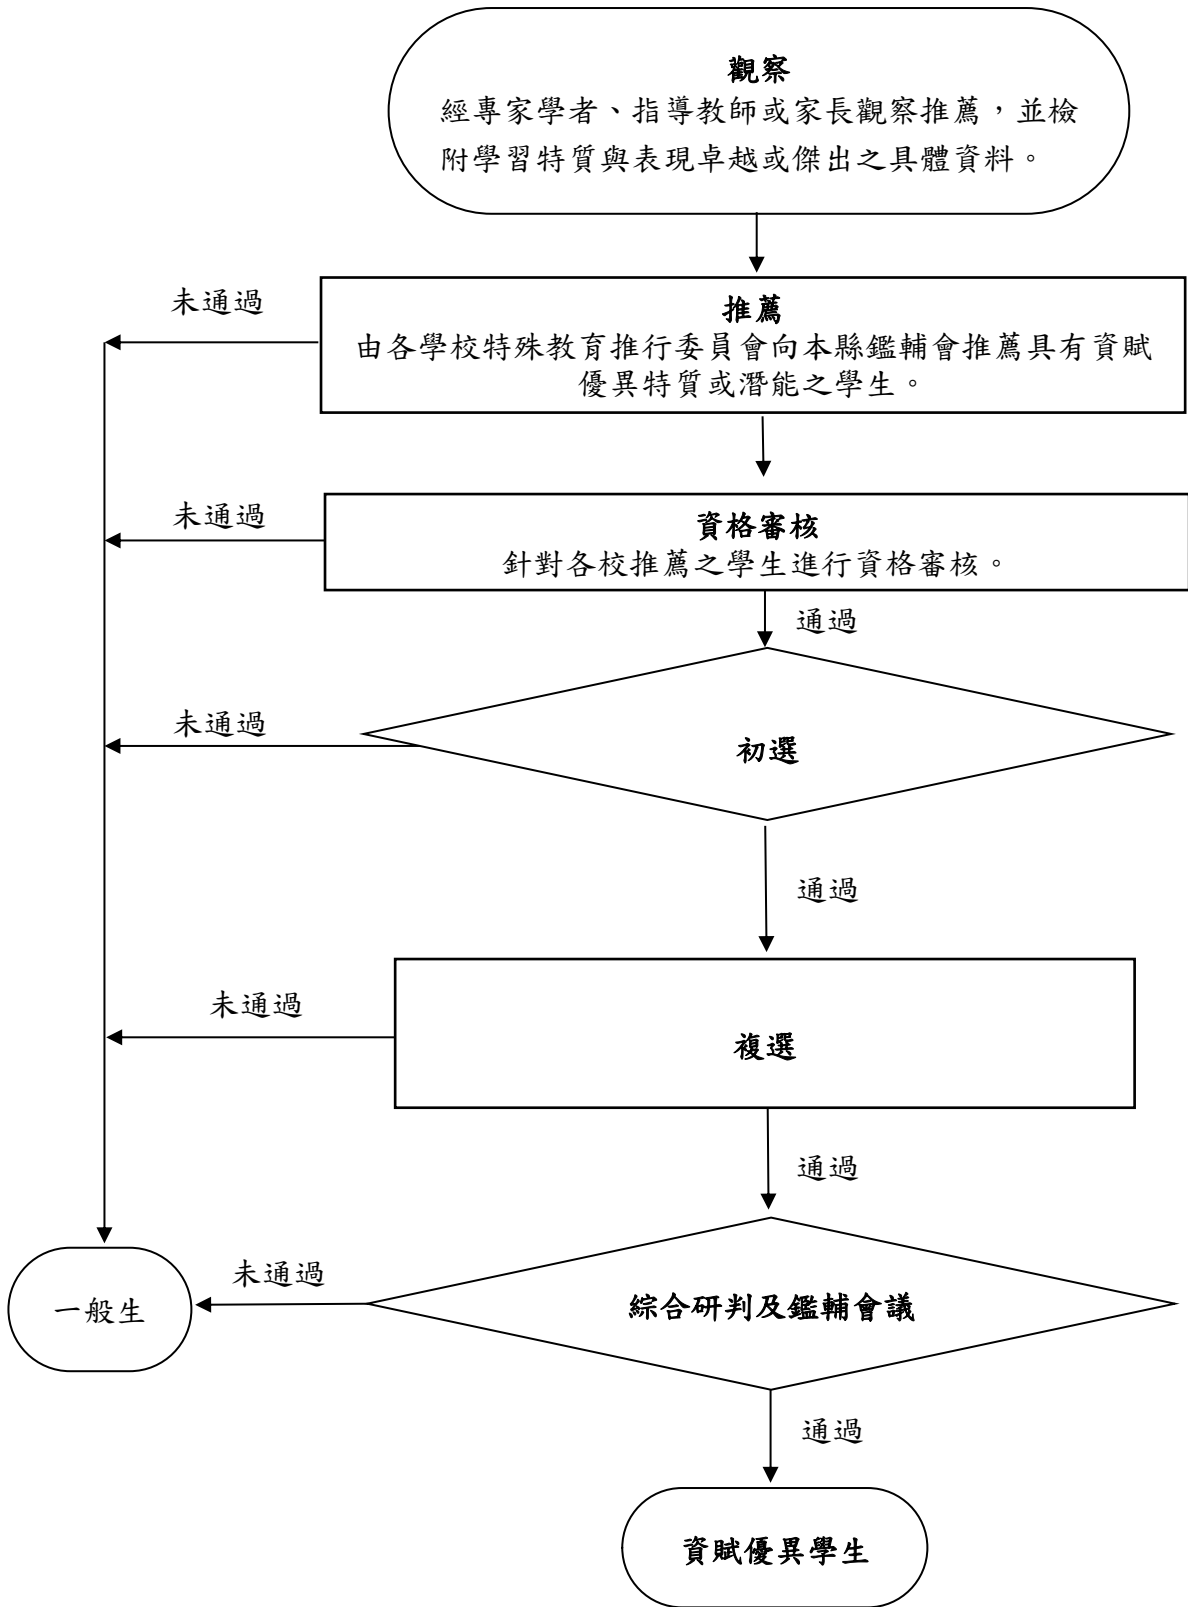 觀察
經專家學者、指導教師或家長觀察推薦，並檢
附學習特質與表現卓越或傑出之具體資料。
未通過
推薦
由各學校特殊教育推行委員會向本縣鑑輔會推薦具有資賦
優異特質或潛能之學生。
未通過
資格審核
針對各校推薦之學生進行資格審核。
通過
未通過
初選
通過
未通過
複選
通過
未通過
一般生
綜合研判及鑑輔會議
通過
資賦優異學生